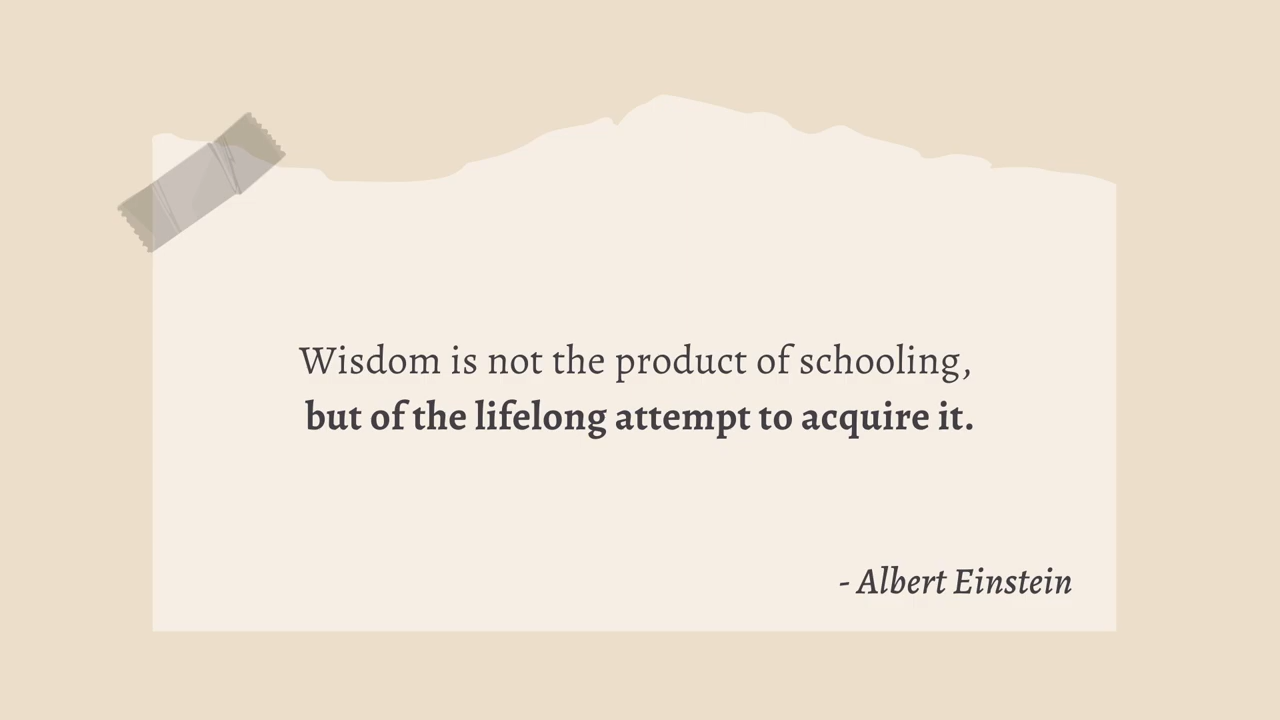 Wisdom is not the product of schooling,
but of the lifelong attempt to acquire it.
- Albert Einstein